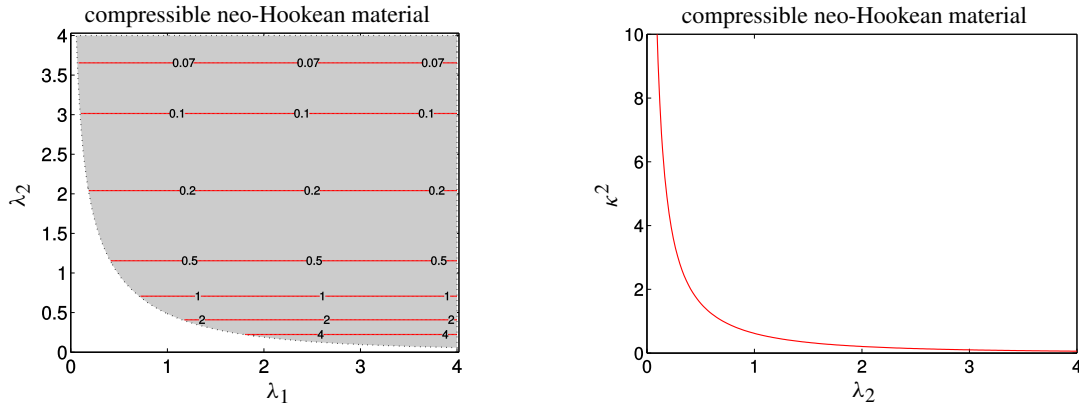 compressible neo-Hookean material
4
3.5
3
2.5
2
1.5
1
0.5
0
λ2
0.07 0.07 0.07
0.1 0.1 0.1
0.2 0.2 0.2
0.5 0.5 0.5
1 1 1
2 2 2
4 4
0 1 2 3 4
λ1
compressible neo-Hookean material
10
8
6
4
2
0
κ²
0 1 2 3 4
λ2